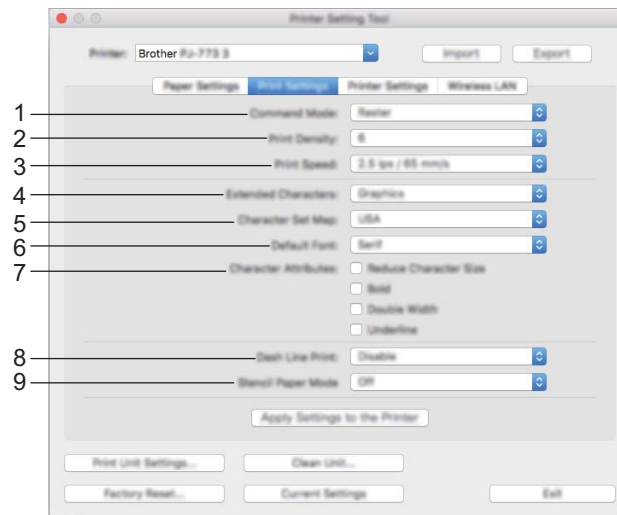 Printer Setting Tool
Printer: Brother PJ-773 3 Import Export
Paper Settings Print Settings Printer Settings Wireless LAN
1 Command Mode: Raster
2 Print Density: 6
3 Print Speed: 2.5 ips / 65 mm/s
4 Extended Characters: Graphics
5 Character Set Map: USA
6 Default Font: Serif
7 Character Attributes: Reduce Character Size
Bold
Double Width
Underline
8 Dash Line Print: Disable
9 Stencil Paper Mode Off
Apply Settings to the Printer
Print Unit Settings... Clean Unit...
Factory Reset... Current Settings Exit